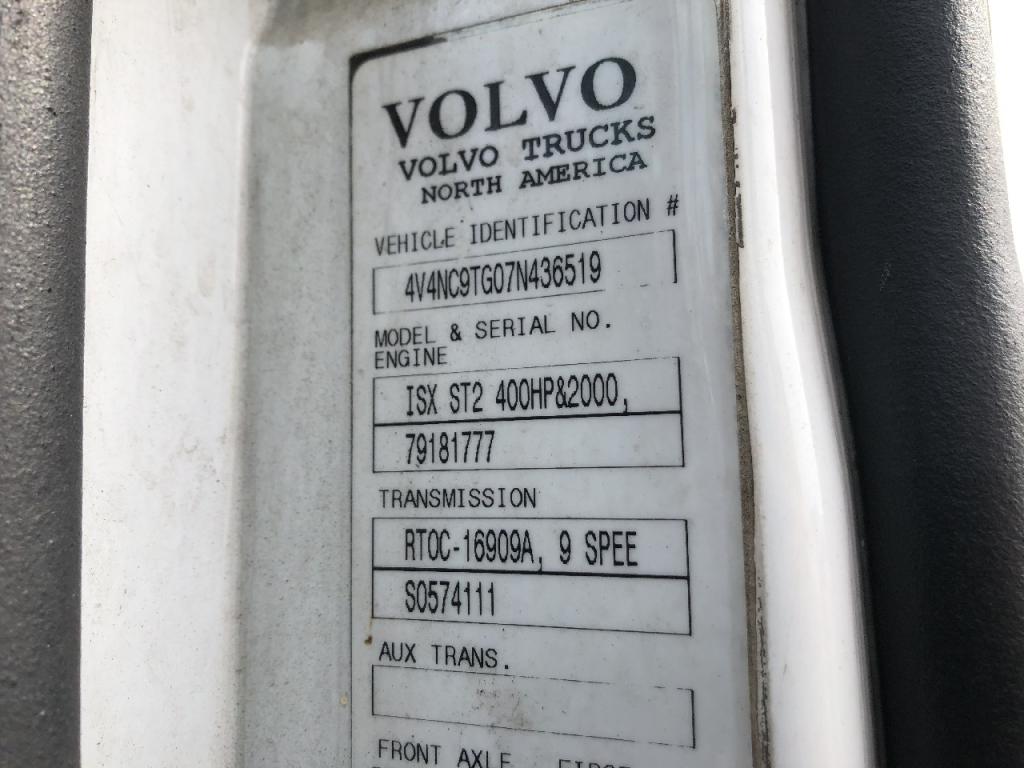 VOLVO
VOLVO TRUCKS
NORTH AMERICA
VEHICLE IDENTIFICATION #
4V4NC9TG07N436519
MODEL & SERIAL NO.
ENGINE
ISX ST2 400HP&2000,
79181777
TRANSMISSION
RTOC-16909A, 9 SPEE
S0574111
AUX TRANS.
FRONT AXLE